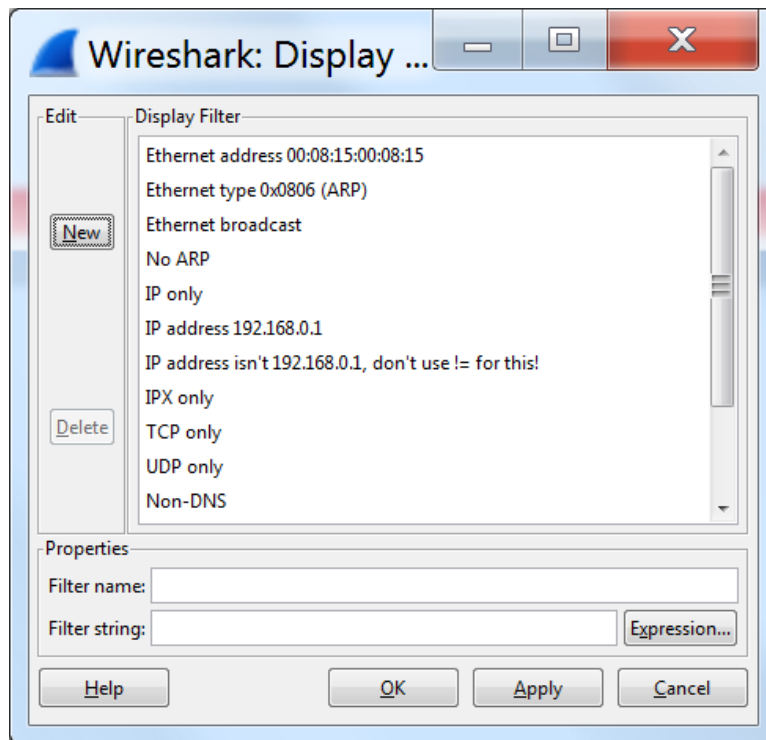 Wireshark: Display ...
Edit
Display Filter
New
Delete
Ethernet address 00:08:15:00:08:15
Ethernet type 0x0806 (ARP)
Ethernet broadcast
No ARP
IP only
IP address 192.168.0.1
IP address isn't 192.168.0.1, don't use != for this!
IPX only
TCP only
UDP only
Non-DNS
Properties
Filter name:
Filter string:
Expression...
Help
OK
Apply
Cancel